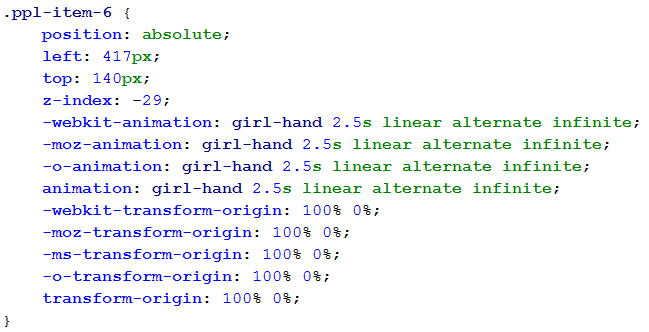 .ppl-item-6 {
position: absolute;
left: 417px;
top: 140px;
z-index: -29;
-webkit-animation: girl-hand 2.5s linear alternate infinite;
-moz-animation: girl-hand 2.5s linear alternate infinite;
-o-animation: girl-hand 2.5s linear alternate infinite;
animation: girl-hand 2.5s linear alternate infinite;
-webkit-transform-origin: 100% 0%;
-moz-transform-origin: 100% 0%;
-ms-transform-origin: 100% 0%;
-o-transform-origin: 100% 0%;
transform-origin: 100% 0%;
}